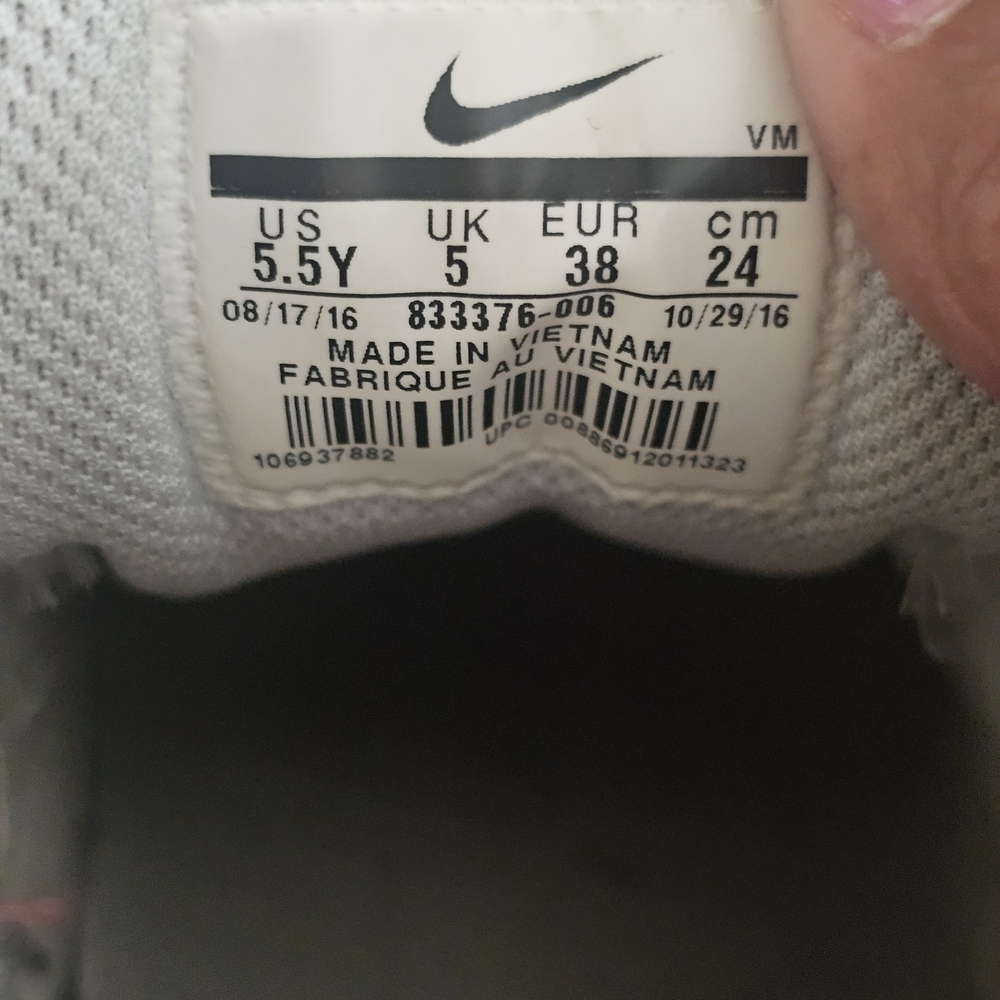 VM
US UK EUR cm
5.5Y 5 38 24
08/17/16 833376-006 10/29/16
MADE IN VIETNAM
FABRIQUE AU VIETNAM
106937882 UPC 00886912011323